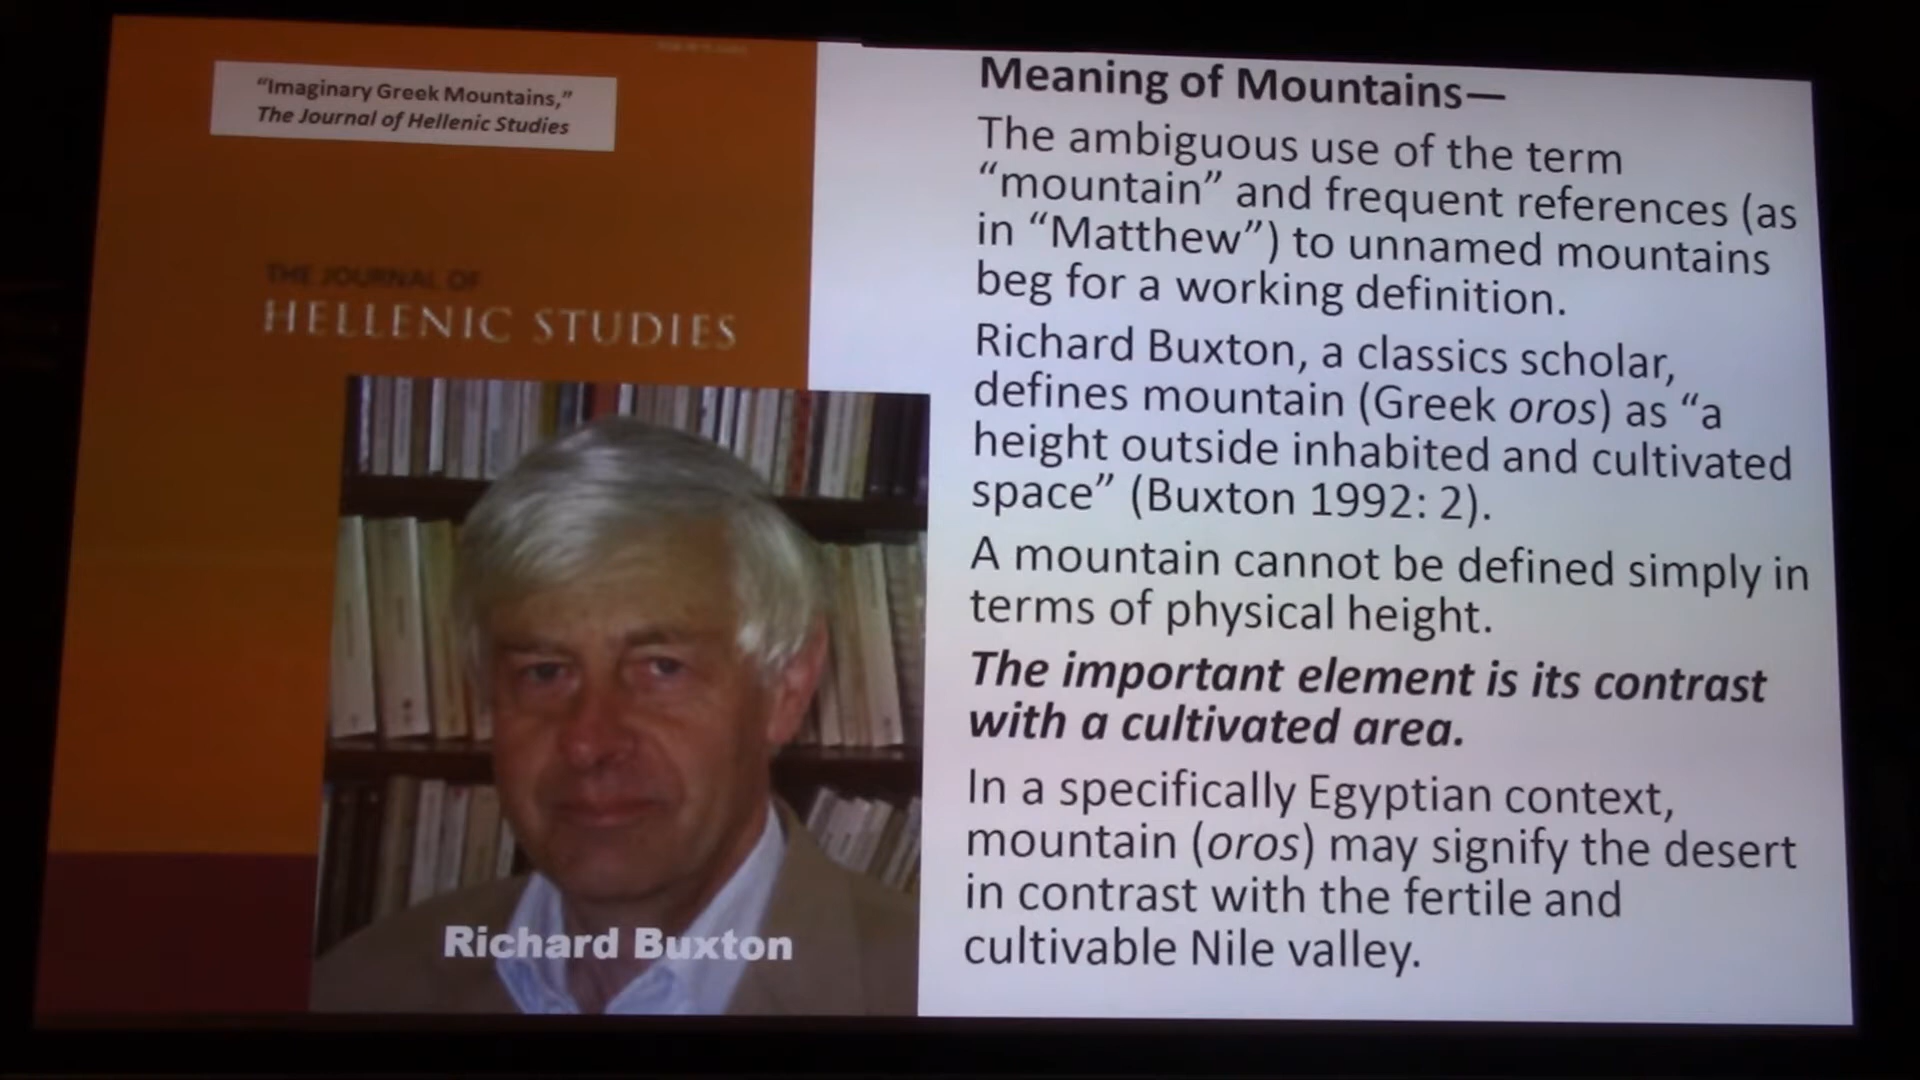 “Imaginary Greek Mountains,”
The Journal of Hellenic Studies
THE JOURNAL OF
HELLENIC STUDIES
Richard Buxton
Meaning of Mountains—
The ambiguous use of the term
“mountain” and frequent references (as
in “Matthew”) to unnamed mountains
beg for a working definition.
Richard Buxton, a classics scholar,
defines mountain (Greek oros) as “a
height outside inhabited and cultivated
space” (Buxton 1992: 2).
A mountain cannot be defined simply in
terms of physical height.
The important element is its contrast
with a cultivated area.
In a specifically Egyptian context,
mountain (oros) may signify the desert
in contrast with the fertile and
cultivable Nile valley.